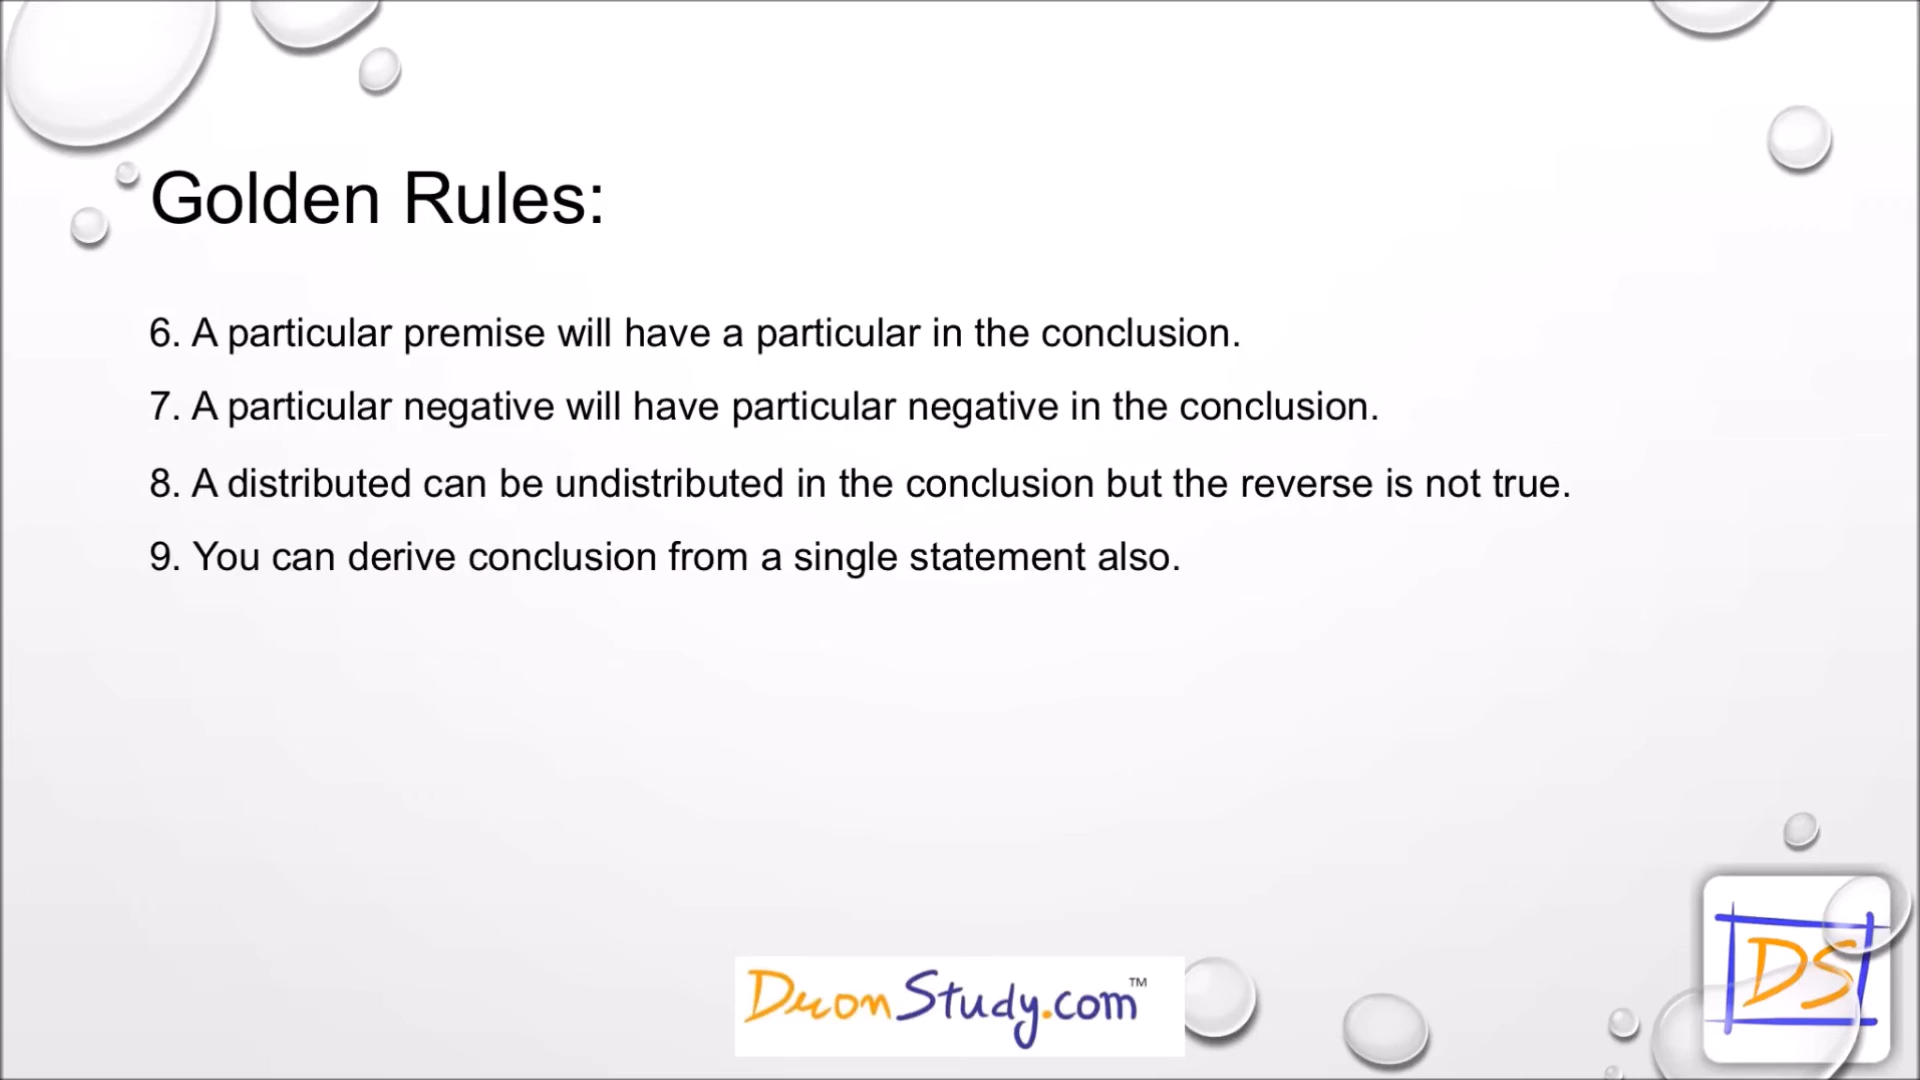 Golden Rules:
6. A particular premise will have a particular in the conclusion.
7. A particular negative will have particular negative in the conclusion.
8. A distributed can be undistributed in the conclusion but the reverse is not true.
9. You can derive conclusion from a single statement also.
DronStudy.com™
DS